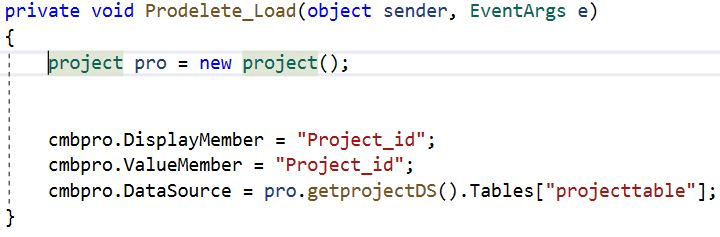 private void Prodelete_Load(object sender, EventArgs e)
{
project pro = new project();
cmbpro.DisplayMember = "Project_id";
cmbpro.ValueMember = "Project_id";
cmbpro.DataSource = pro.getprojectDS().Tables["projecttable"];
}